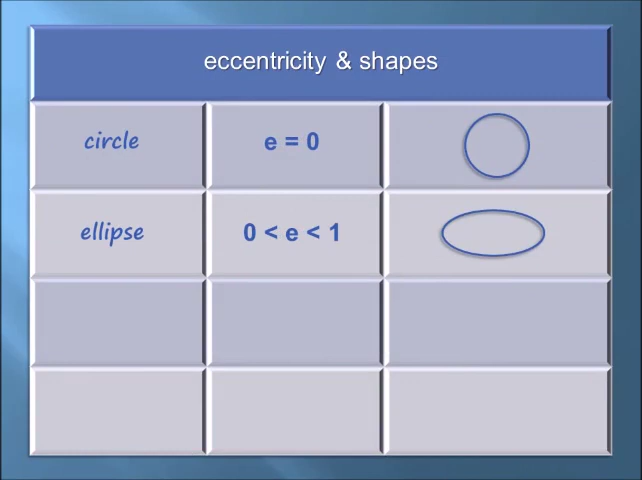 eccentricity & shapes
circle e = 0
ellipse 0 < e < 1